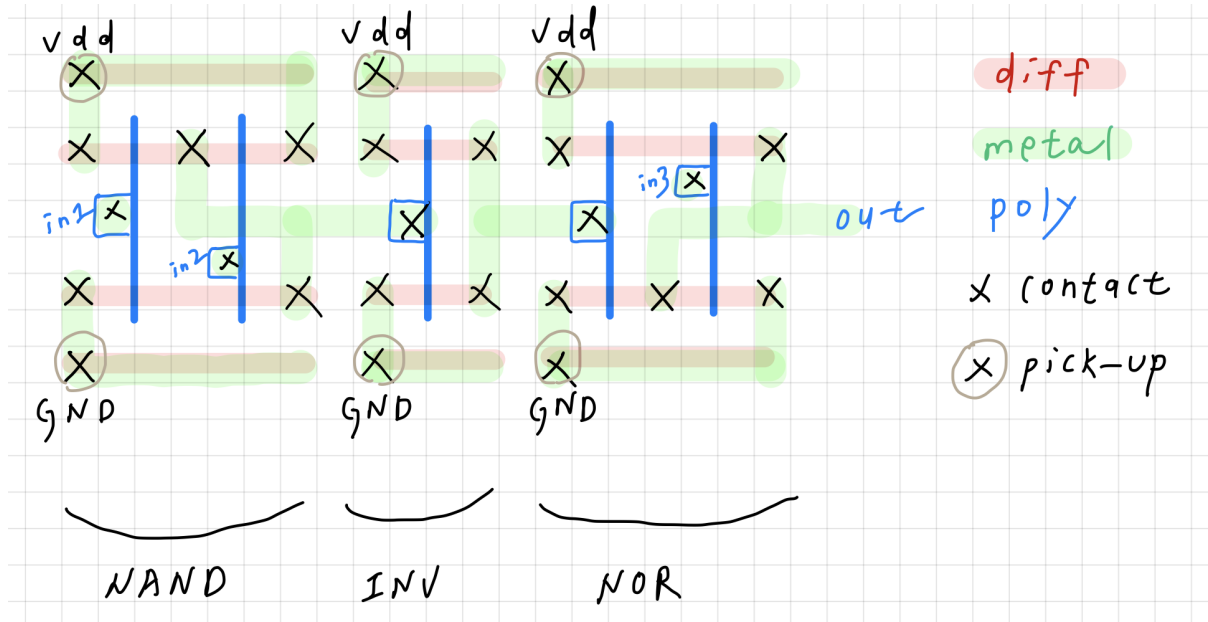 Vdd Vdd Vdd
diff
metal
in3
in1
poly
out
in2
X contact
X pick-up
GND GND GND
NAND INV NOR